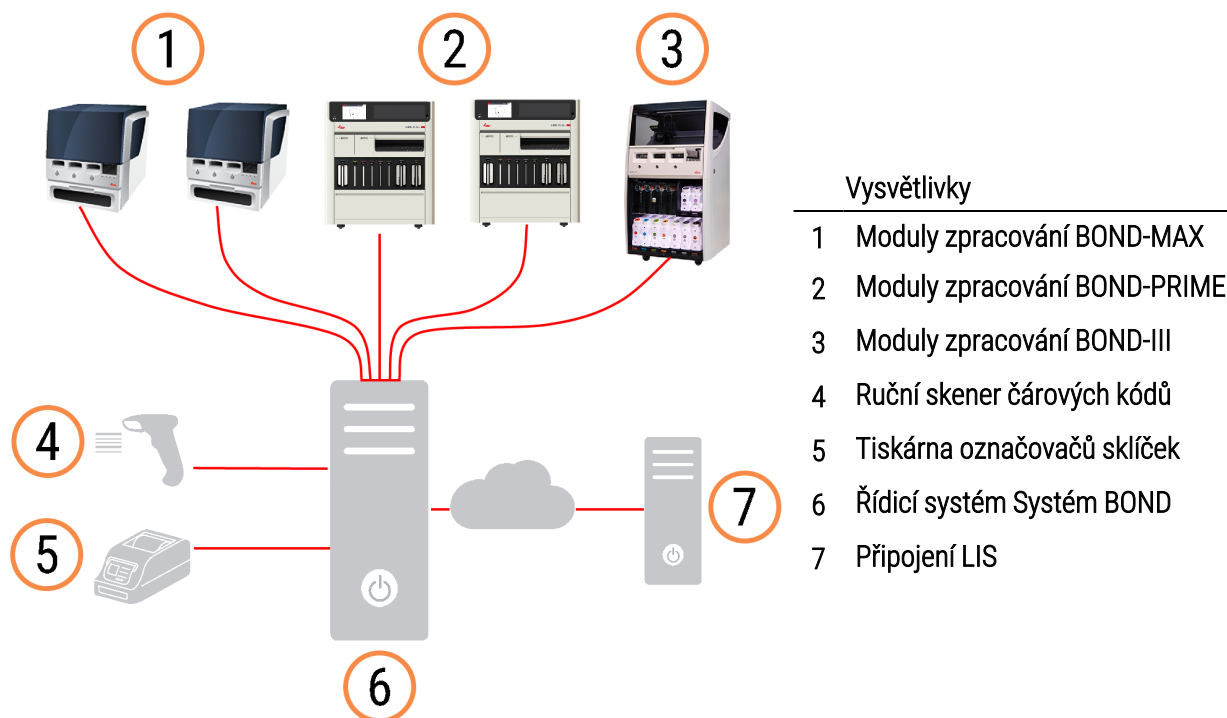 1
2
3
4
5
6
7
Vysvětlivky
1 Moduly zpracování BOND-MAX
2 Moduly zpracování BOND-PRIME
3 Moduly zpracování BOND-III
4 Ruční skener čárových kódů
5 Tiskárna označovačů sklíček
6 Řídicí systém Systém BOND
7 Připojení LIS